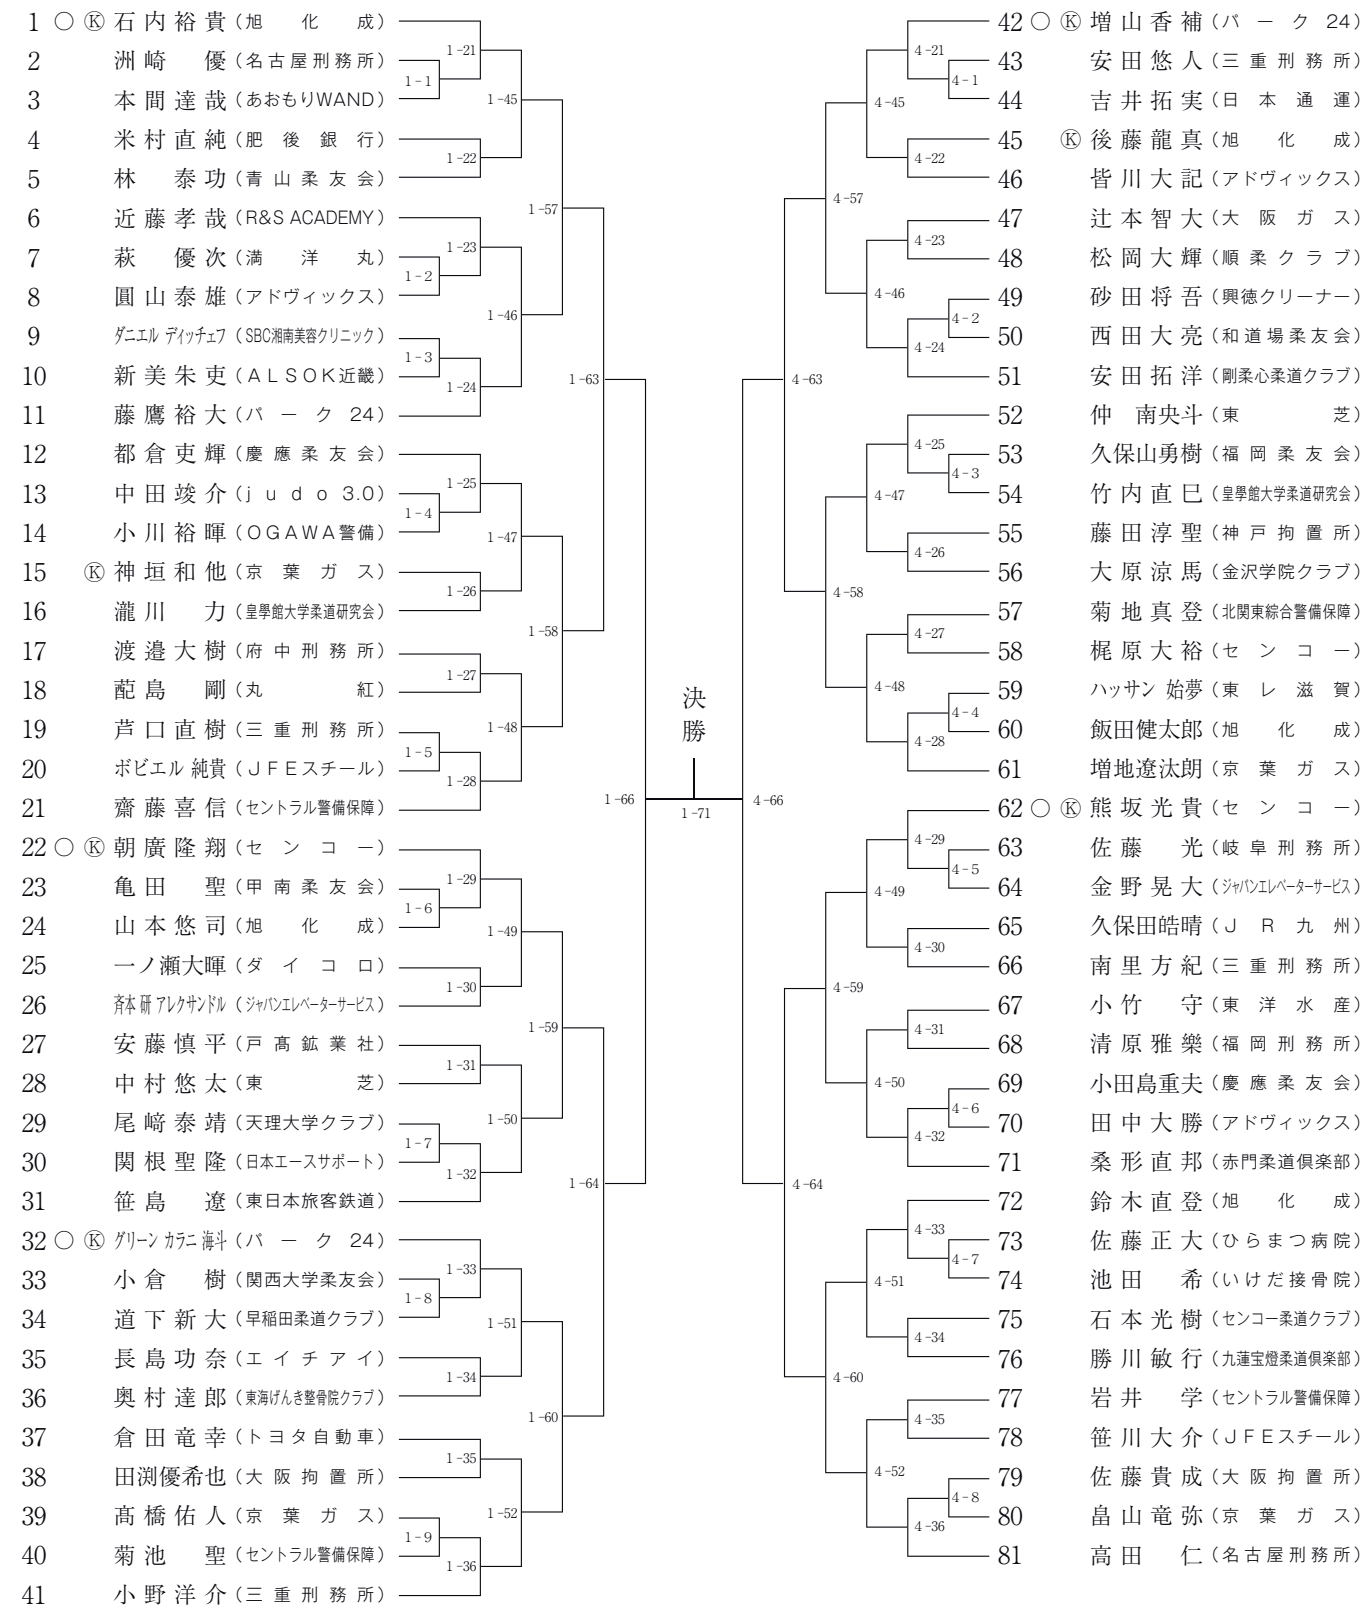 1 ○ Ⓚ 石内裕貴（旭化成）
2 洲崎優（名古屋刑務所）
3 本間達哉（あおもりWAND）
4 米村直純（肥後銀行）
5 林泰功（青山柔友会）
6 近藤孝哉（R&S ACADEMY）
7 萩優次（満洋丸）
8 圓山泰雄（アドヴィックス）
9 ダニエル ディッチェフ（SBC湘南美容クリニック）
10 新美朱吏（ALSOK近畿）
11 藤鷹裕大（パーク24）
12 都倉吏輝（慶應柔友会）
13 中田竣介（judo 3.0）
14 小川裕暉（OGAWA警備）
15 Ⓚ 神垣和他（京葉ガス）
16 瀧川力（皇學館大学柔道研究会）
17 渡邉大樹（府中刑務所）
18 蓜島剛（丸紅）
19 芦口直樹（三重刑務所）
20 ボビエル 純貴（JFEスチール）
21 齋藤喜信（セントラル警備保障）
22 ○ Ⓚ 朝廣隆翔（センコー）
23 亀田聖（甲南柔友会）
24 山本悠司（旭化成）
25 一ノ瀬大暉（ダイコロ）
26 斉本 研 アレクサンドル（ジャパンエレベーターサービス）
27 安藤慎平（戸髙鉱業社）
28 中村悠太（東芝）
29 尾﨑泰靖（天理大学クラブ）
30 関根聖隆（日本エースサポート）
31 笹島遼（東日本旅客鉄道）
32 ○ Ⓚ グリーン カラニ 海斗（パーク24）
33 小倉樹（関西大学柔友会）
34 道下新大（早稲田柔道クラブ）
35 長島功奈（エイチアイ）
36 奥村達郎（東海げんき整骨院クラブ）
37 倉田竜幸（トヨタ自動車）
38 田渕優希也（大阪拘置所）
39 髙橋佑人（京葉ガス）
40 菊池聖（セントラル警備保障）
41 小野洋介（三重刑務所）
1-21
1-1
1-45
1-22
1-57
1-23
1-2
1-46
1-3
1-24
1-63
1-25
1-4
1-47
1-26
1-58
1-27
1-48
1-5
1-28
1-66
1-29
1-6
1-49
1-30
1-59
1-31
1-50
1-7
1-32
1-64
1-33
1-8
1-51
1-34
1-60
1-35
1-52
1-9
1-36
決勝
1-71
4-21
4-1
4-45
4-22
4-57
4-23
4-46
4-2
4-24
4-63
4-25
4-3
4-47
4-26
4-58
4-27
4-48
4-4
4-28
4-66
4-29
4-5
4-49
4-30
4-59
4-31
4-50
4-6
4-32
4-64
4-33
4-7
4-51
4-34
4-60
4-35
4-52
4-8
4-36
42 ○ Ⓚ 増山香補（パーク24）
43 安田悠人（三重刑務所）
44 吉井拓実（日本通運）
45 Ⓚ 後藤龍真（旭化成）
46 皆川大記（アドヴィックス）
47 辻本智大（大阪ガス）
48 松岡大輝（順柔クラブ）
49 砂田将吾（興徳クリーナー）
50 西田大亮（和道場柔友会）
51 安田拓洋（剛柔心柔道クラブ）
52 仲南央斗（東芝）
53 久保山勇樹（福岡柔友会）
54 竹内直巳（皇學館大学柔道研究会）
55 藤田淳聖（神戸拘置所）
56 大原涼馬（金沢学院クラブ）
57 菊地真登（北関東綜合警備保障）
58 梶原大裕（センコー）
59 ハッサン 始夢（東レ滋賀）
60 飯田健太郎（旭化成）
61 増地遼汰朗（京葉ガス）
62 ○ Ⓚ 熊坂光貴（センコー）
63 佐藤光（岐阜刑務所）
64 金野晃大（ジャパンエレベーターサービス）
65 久保田皓晴（JR九州）
66 南里方紀（三重刑務所）
67 小竹守（東洋水産）
68 清原雅樂（福岡刑務所）
69 小田島重夫（慶應柔友会）
70 田中大勝（アドヴィックス）
71 桑形直邦（赤門柔道倶楽部）
72 鈴木直登（旭化成）
73 佐藤正大（ひらまつ病院）
74 池田希（いけだ接骨院）
75 石本光樹（センコー柔道クラブ）
76 勝川敏行（九蓮宝燈柔道倶楽部）
77 岩井学（セントラル警備保障）
78 笹川大介（JFEスチール）
79 佐藤貴成（大阪拘置所）
80 畠山竜弥（京葉ガス）
81 高田仁（名古屋刑務所）